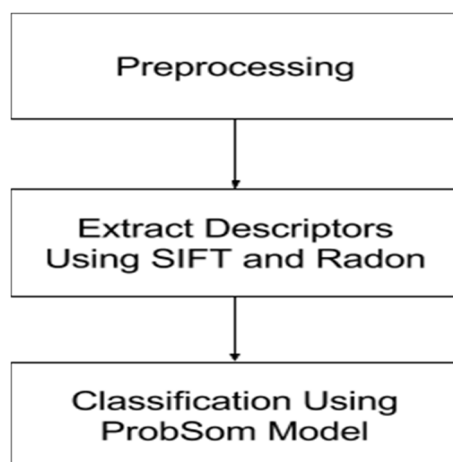 Preprocessing
Extract Descriptors
Using SIFT and Radon
Classification Using
ProbSom Model